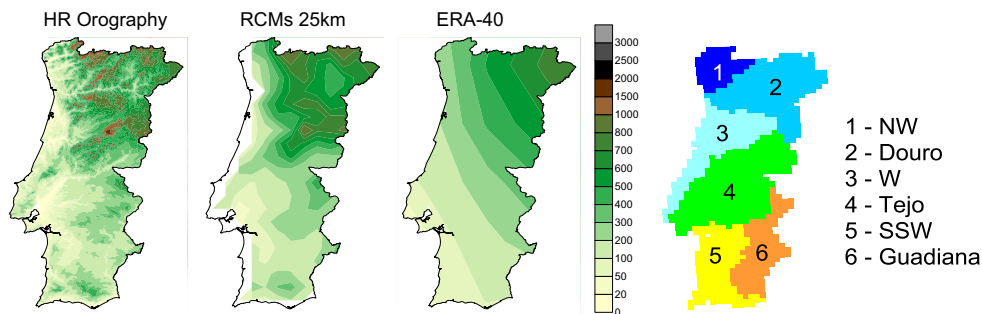 HR Orography
RCMs 25km
ERA-40
3000
2500
2000
1500
1000
800
700
600
500
400
300
200
100
50
20
0
1
2
3
4
5
6
1 - NW
2 - Douro
3 - W
4 - Tejo
5 - SSW
6 - Guadiana